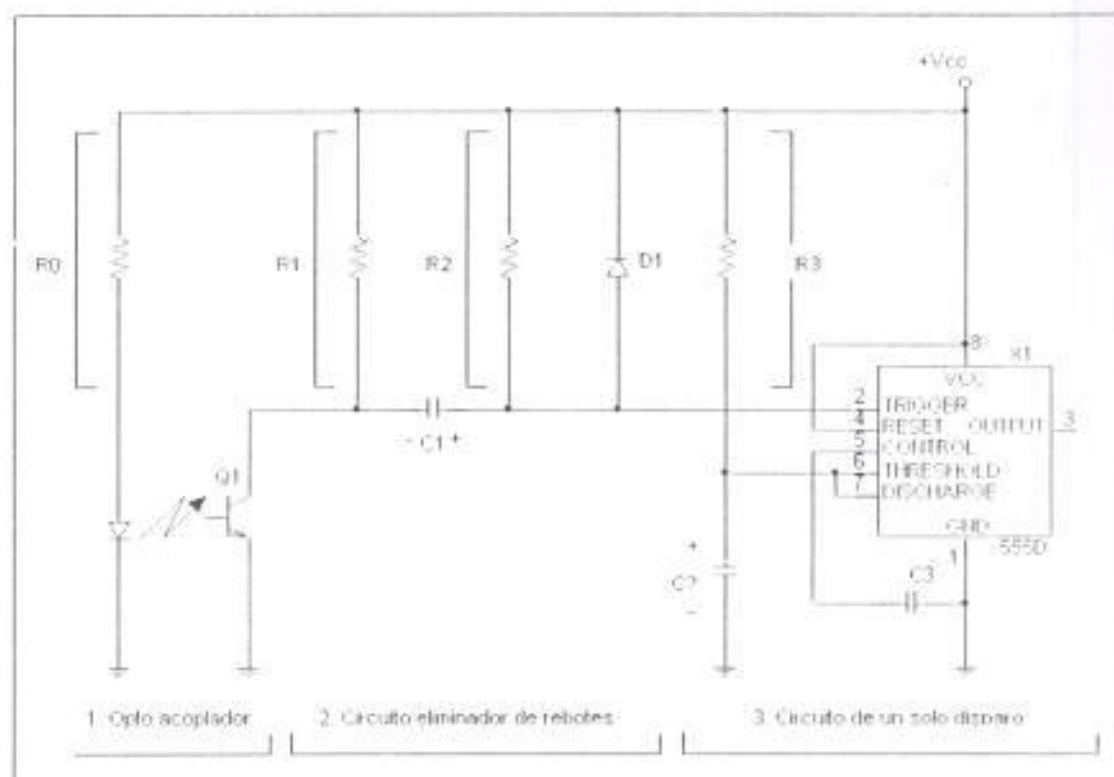 +Vcc
R0
R1
R2
D1
R3
8
X1
VCC
2
TRIGGER
4
RESET
OUTPUT
3
5
CONTROL
6
THRESHOLD
7
DISCHARGE
GND
555D
1
- C1 +
Q1
+
C2
-
C3
1. Opto acoplador
2. Circuito eliminador de rebotes
3. Circuito de un solo disparo